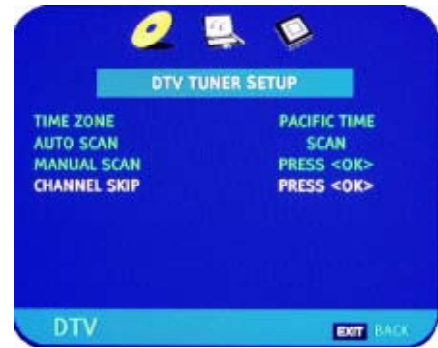 DTV TUNER SETUP
TIME ZONE PACIFIC TIME
AUTO SCAN SCAN
MANUAL SCAN PRESS <OK>
CHANNEL SKIP PRESS <OK>
DTV EXIT BACK